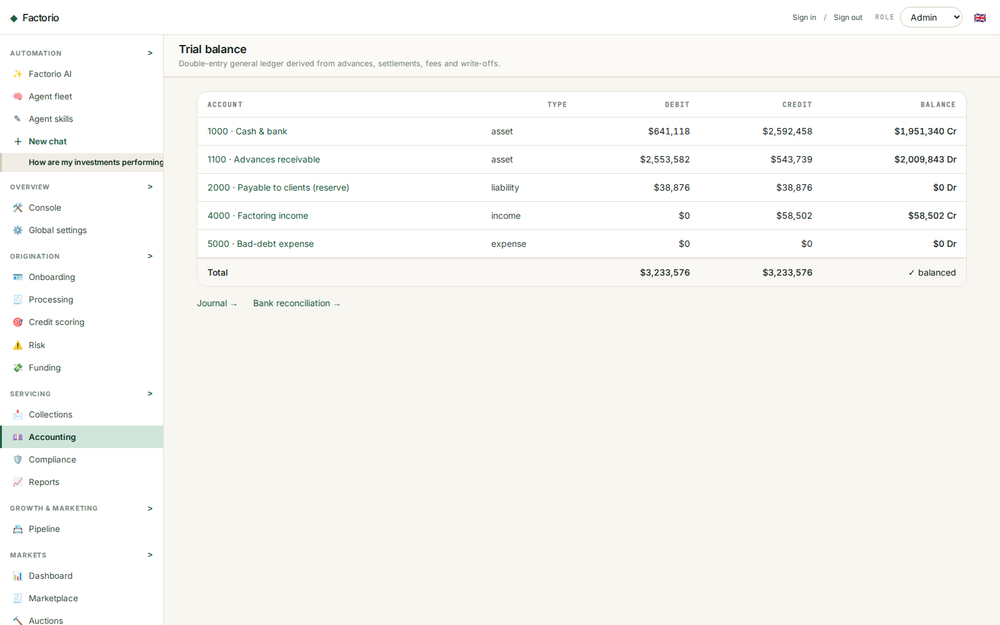 Factorio
Sign in / Sign out ROLE Admin
AUTOMATION >
Factorio AI
Agent fleet
Agent skills
+ New chat
How are my investments performing
OVERVIEW >
Console
Global settings
ORIGINATION >
Onboarding
Processing
Credit scoring
Risk
Funding
SERVICING >
Collections
Accounting
Compliance
Reports
GROWTH & MARKETING >
Pipeline
MARKETS >
Dashboard
Marketplace
Auctions
Trial balance
Double-entry general ledger derived from advances, settlements, fees and write-offs.
ACCOUNT TYPE DEBIT CREDIT BALANCE
1000 · Cash & bank asset $641,118 $2,592,458 $1,951,340 Cr
1100 · Advances receivable asset $2,553,582 $543,739 $2,009,843 Dr
2000 · Payable to clients (reserve) liability $38,876 $38,876 $0 Dr
4000 · Factoring income income $0 $58,502 $58,502 Cr
5000 · Bad-debt expense expense $0 $0 $0 Dr
Total $3,233,576 $3,233,576 ✓ balanced
Journal → Bank reconciliation →